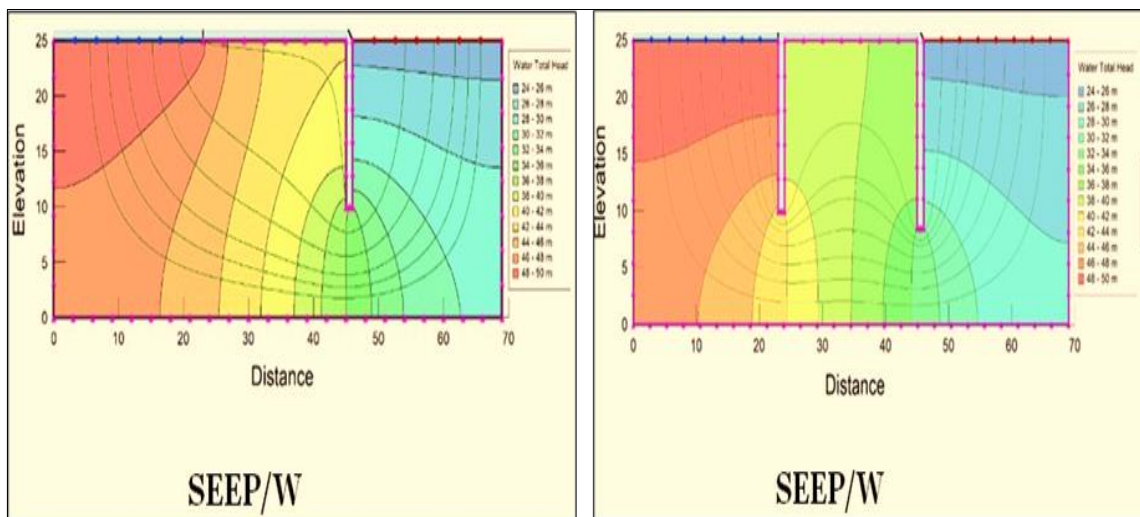 25
20
15
10
5
0
Elevation
0 10 20 30 40 50 60 70
Distance
Water Total Head
24 - 26 m
26 - 28 m
28 - 30 m
30 - 32 m
32 - 34 m
34 - 36 m
36 - 38 m
38 - 40 m
40 - 42 m
42 - 44 m
44 - 46 m
46 - 48 m
48 - 50 m
SEEP/W
25
20
15
10
5
0
Elevation
0 10 20 30 40 50 60 70
Distance
Water Total Head
24 - 26 m
26 - 28 m
28 - 30 m
30 - 32 m
32 - 34 m
34 - 36 m
36 - 38 m
38 - 40 m
40 - 42 m
42 - 44 m
44 - 46 m
46 - 48 m
48 - 50 m
SEEP/W